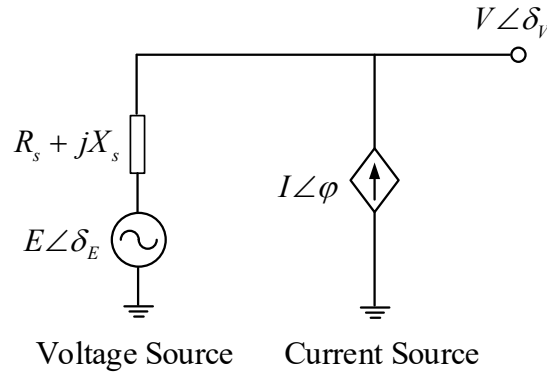 V∠δ_V
R_s + jX_s
I∠φ
E∠δ_E
Voltage Source
Current Source